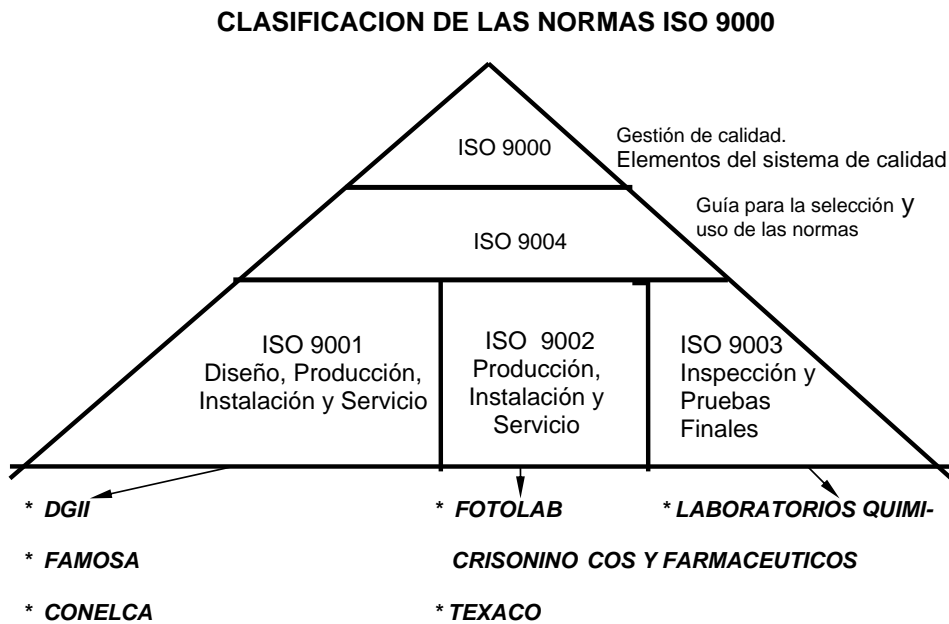 CLASIFICACION DE LAS NORMAS ISO 9000
ISO 9000
Gestión de calidad.
Elementos del sistema de calidad
ISO 9004
Guía para la selección y
uso de las normas
ISO 9001
Diseño, Producción,
Instalación y Servicio
ISO 9002
Producción,
Instalación y
Servicio
ISO 9003
Inspección y
Pruebas
Finales
* DGII
* FOTOLAB
* LABORATORIOS QUIMI-
* FAMOSA
CRISONINO COS Y FARMACEUTICOS
* CONELCA
* TEXACO